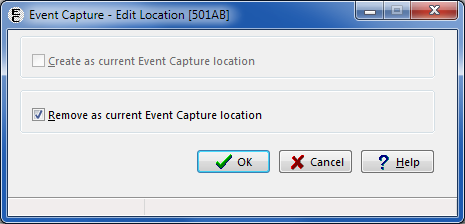 Event Capture - Edit Location [501AB]
Create as current Event Capture location
Remove as current Event Capture location
OK
Cancel
? Help